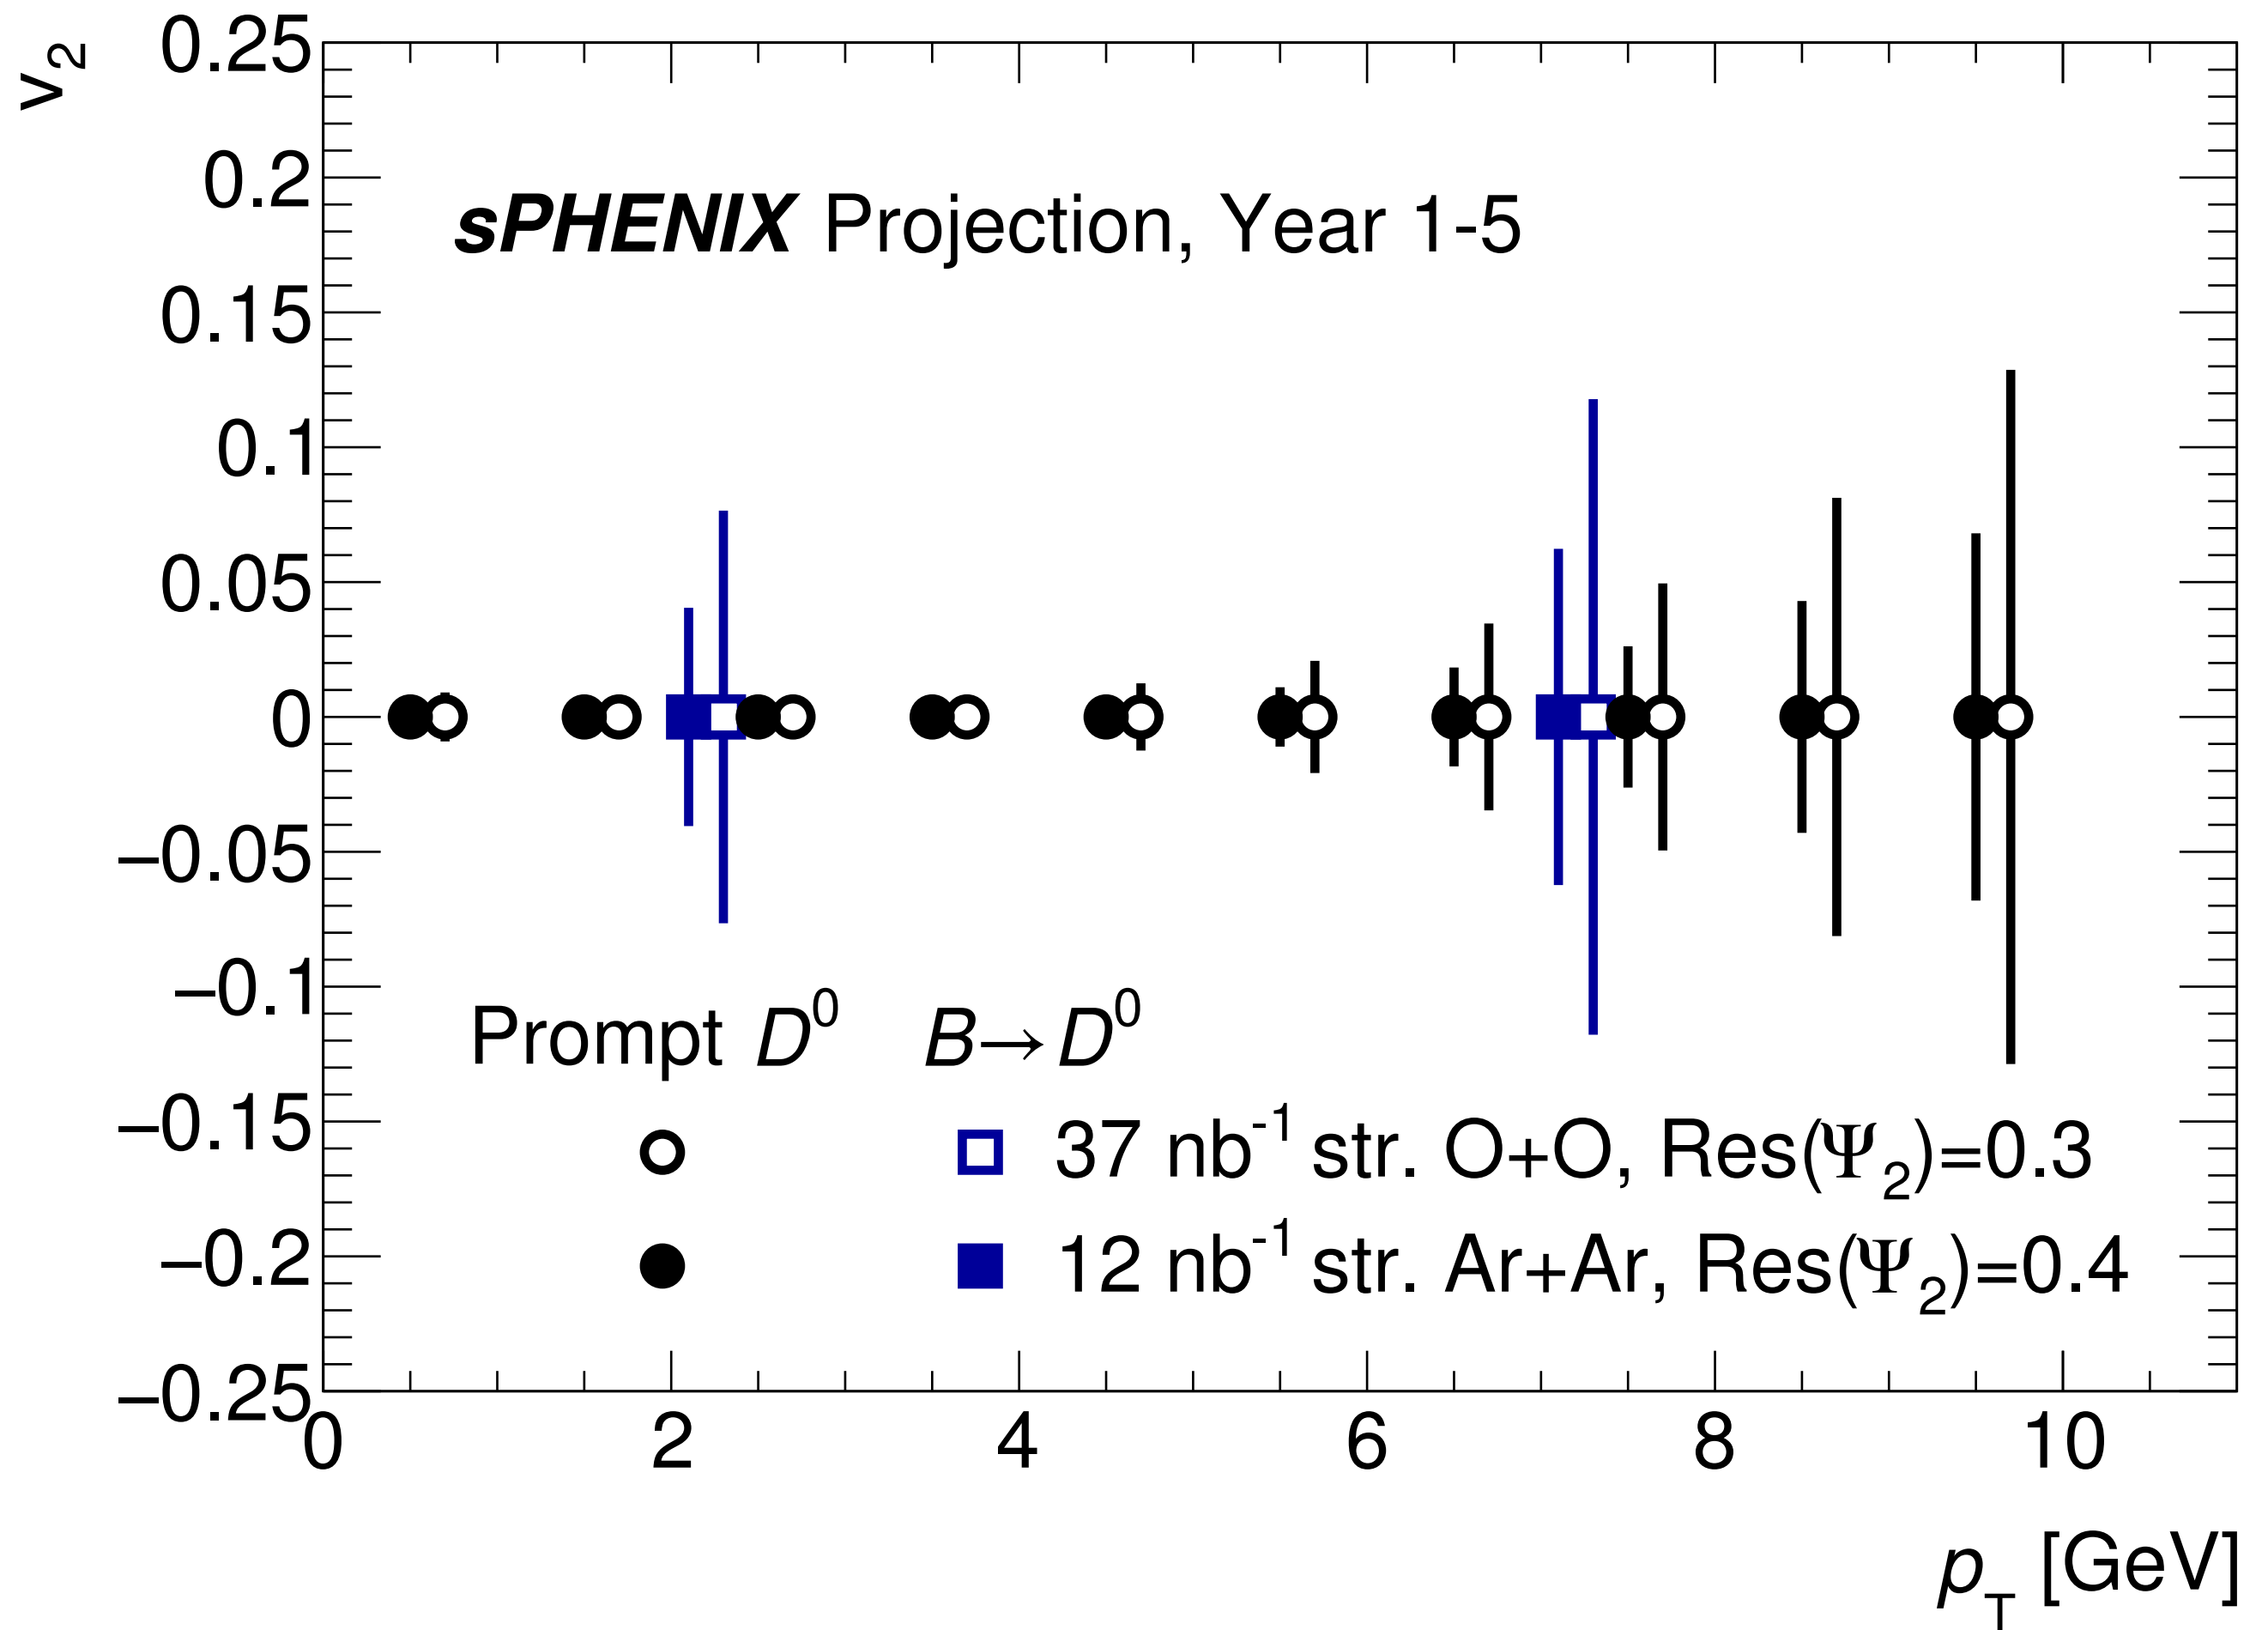 v₂
0.25
0.2
0.15
0.1
0.05
0
−0.05
−0.1
−0.15
−0.2
−0.25
sPHENIX Projection, Year 1-5
Prompt D⁰ B→D⁰
37 nb⁻¹ str. O+O, Res(Ψ₂)=0.3
12 nb⁻¹ str. Ar+Ar, Res(Ψ₂)=0.4
0 2 4 6 8 10
p_T [GeV]